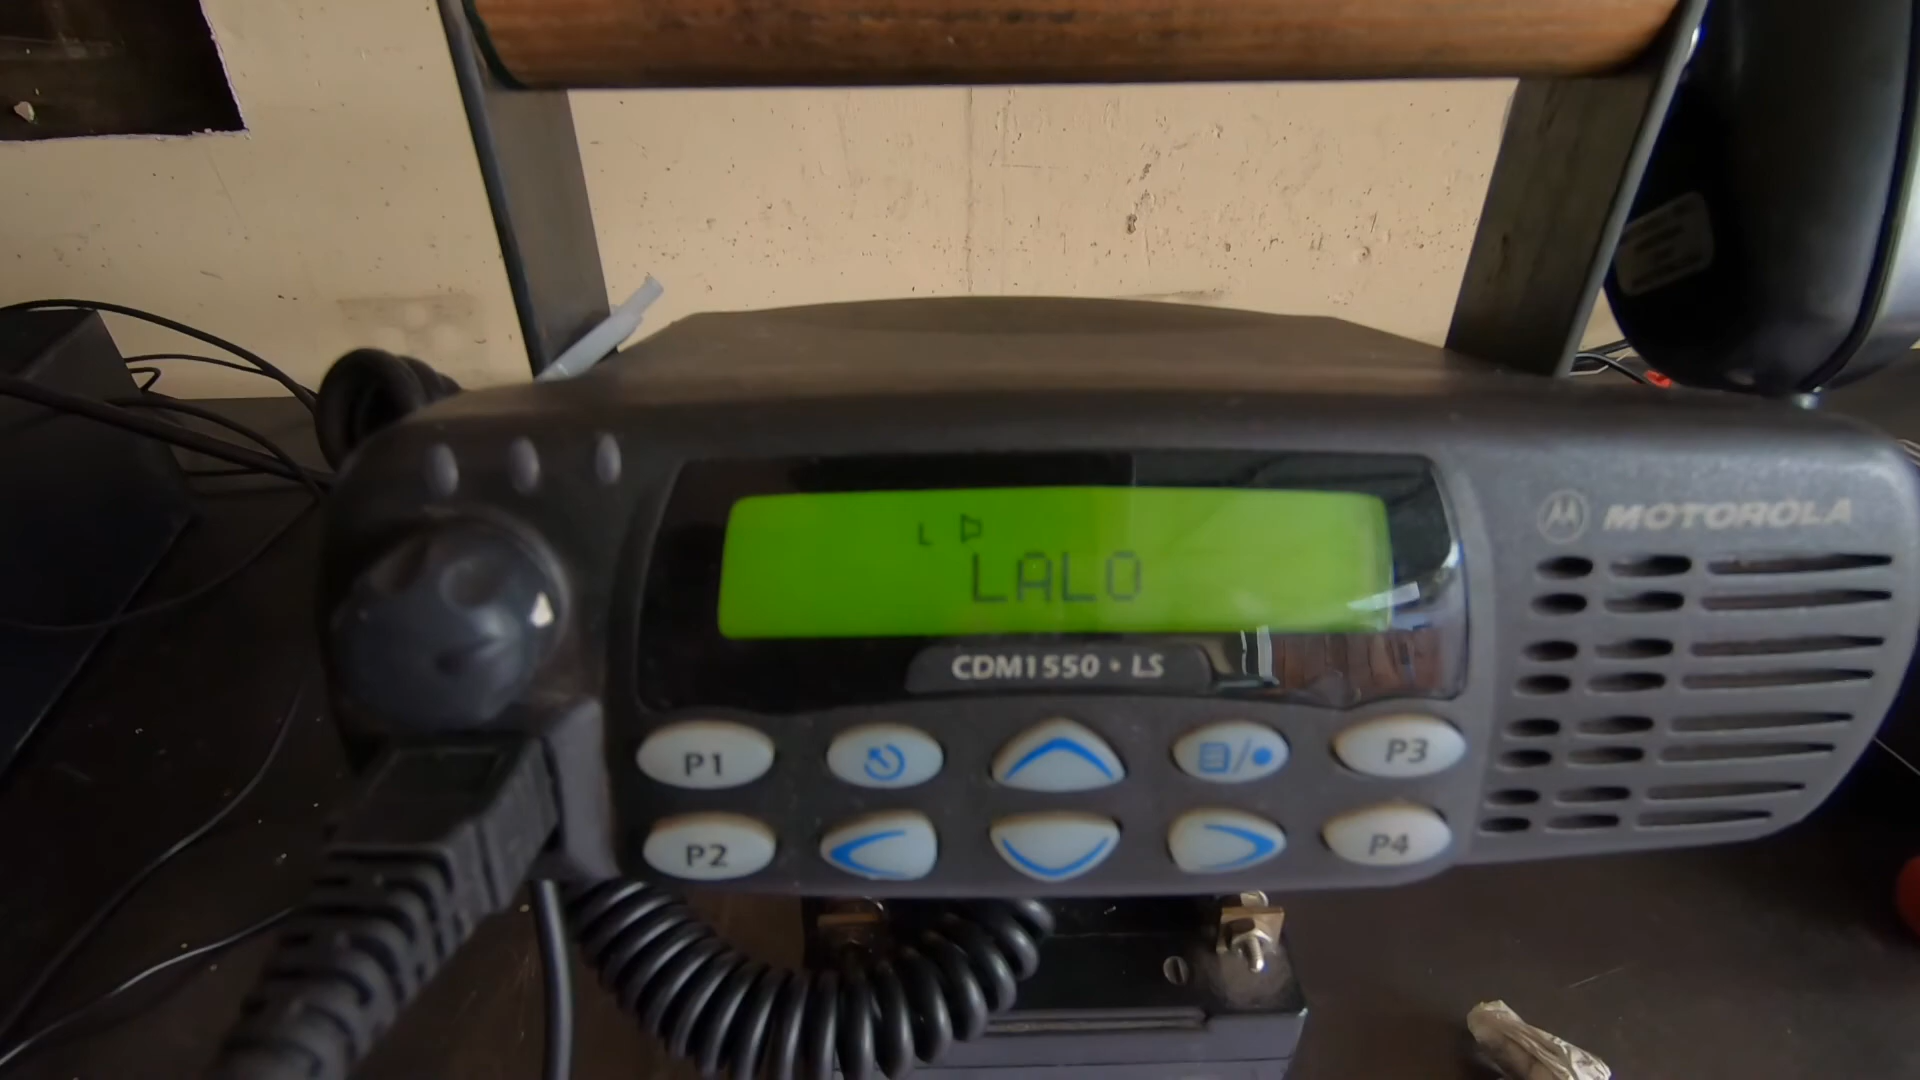 MOTOROLA
L
LALO
CDM1550 • LS
P1
P3
P2
P4